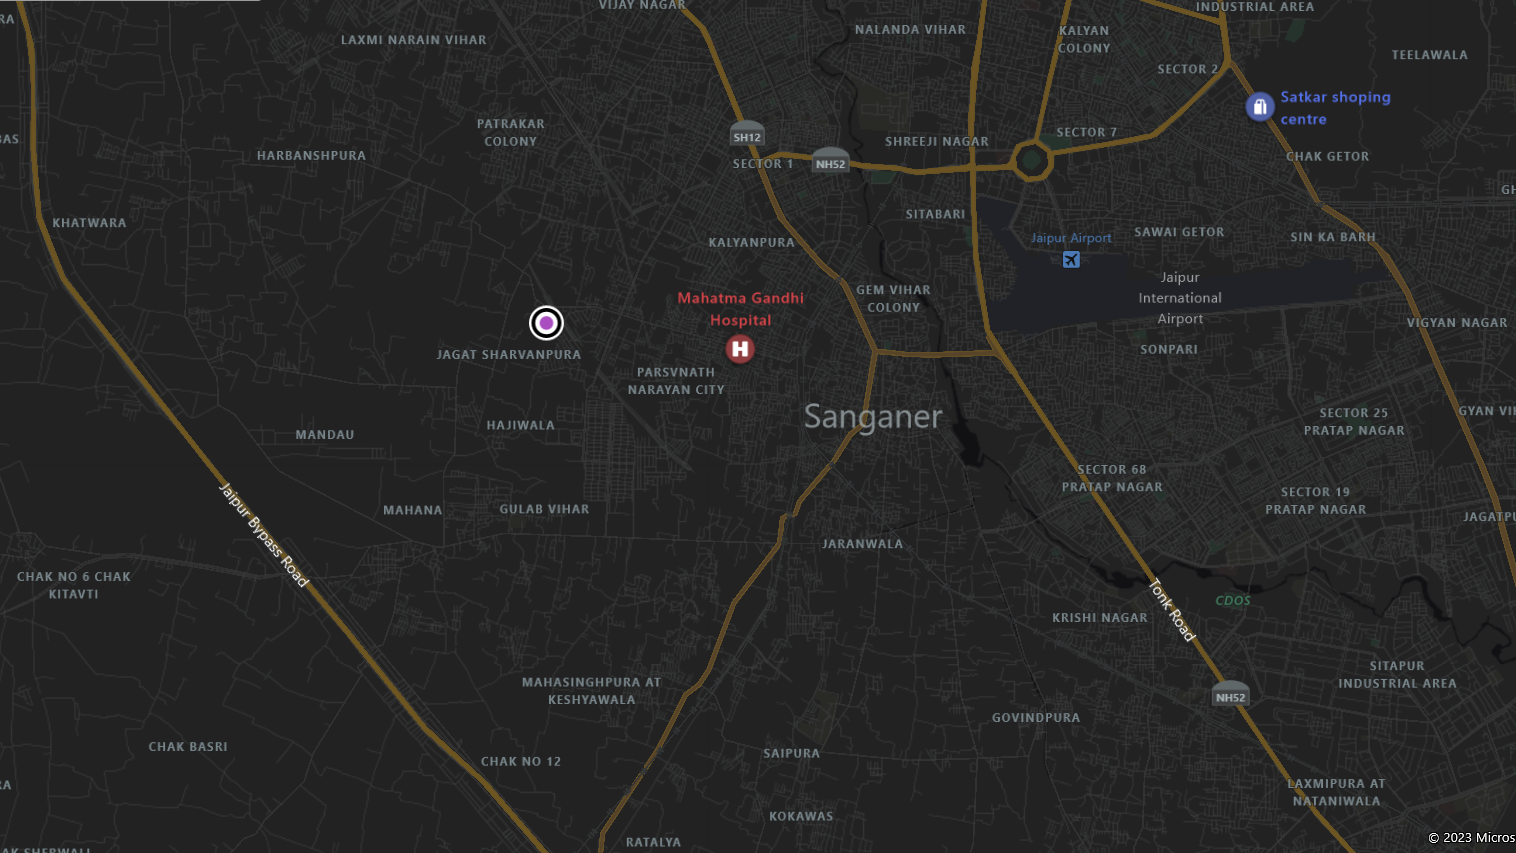 VIJAY NAGAR
INDUSTRIAL AREA
RA
LAXMI NARAIN VIHAR
NALANDA VIHAR
KALYAN
COLONY
TEELAWALA
SECTOR 2
Satkar shoping
centre
PATRAKAR
COLONY
SH12
SECTOR 7
BAS
HARBANSHPURA
SECTOR 1
NH52
SHREEJI NAGAR
CHAK GETOR
GH
KHATWARA
SITABARI
KALYANPURA
Jaipur Airport
SAWAI GETOR
SIN KA BARH
Jaipur
International
Airport
GEM VIHAR
COLONY
Mahatma Gandhi
Hospital
H
VIGYAN NAGAR
JAGAT SHARVANPURA
SONPARI
PARSVNATH
NARAYAN CITY
Sanganer
SECTOR 25
PRATAP NAGAR
GYAN VIH
HAJIWALA
MANDAU
SECTOR 68
PRATAP NAGAR
SECTOR 19
PRATAP NAGAR
MAHANA
GULAB VIHAR
JAGATPU
Jaipur Bypass Road
JARANWALA
CHAK NO 6 CHAK
KITAVTI
Tonk Road
CDOS
KRISHI NAGAR
SITAPUR
INDUSTRIAL AREA
MAHASINGHPURA AT
KESHYAWALA
NH52
GOVINDPURA
CHAK BASRI
SAIPURA
CHAK NO 12
LAXMIPURA AT
NATANIWALA
RA
KOKAWAS
RATALYA
© 2023 Micros